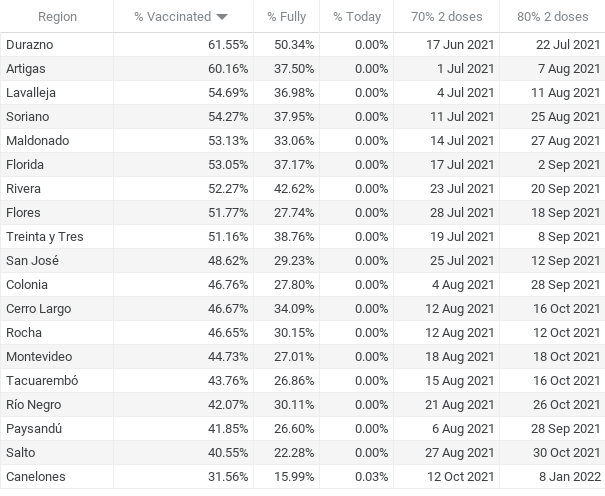 Region % Vaccinated % Fully % Today 70% 2 doses 80% 2 doses
Durazno 61.55% 50.34% 0.00% 17 Jun 2021 22 Jul 2021
Artigas 60.16% 37.50% 0.00% 1 Jul 2021 7 Aug 2021
Lavalleja 54.69% 36.98% 0.00% 4 Jul 2021 11 Aug 2021
Soriano 54.27% 37.95% 0.00% 11 Jul 2021 25 Aug 2021
Maldonado 53.13% 33.06% 0.00% 14 Jul 2021 27 Aug 2021
Florida 53.05% 37.17% 0.00% 17 Jul 2021 2 Sep 2021
Rivera 52.27% 42.62% 0.00% 23 Jul 2021 20 Sep 2021
Flores 51.77% 27.74% 0.00% 28 Jul 2021 18 Sep 2021
Treinta y Tres 51.16% 38.76% 0.00% 19 Jul 2021 8 Sep 2021
San José 48.62% 29.23% 0.00% 25 Jul 2021 12 Sep 2021
Colonia 46.76% 27.80% 0.00% 4 Aug 2021 28 Sep 2021
Cerro Largo 46.67% 34.09% 0.00% 12 Aug 2021 16 Oct 2021
Rocha 46.65% 30.15% 0.00% 12 Aug 2021 12 Oct 2021
Montevideo 44.73% 27.01% 0.00% 18 Aug 2021 18 Oct 2021
Tacuarembó 43.76% 26.86% 0.00% 15 Aug 2021 16 Oct 2021
Río Negro 42.07% 30.11% 0.00% 21 Aug 2021 26 Oct 2021
Paysandú 41.85% 26.60% 0.00% 6 Aug 2021 28 Sep 2021
Salto 40.55% 22.28% 0.00% 27 Aug 2021 30 Oct 2021
Canelones 31.56% 15.99% 0.03% 12 Oct 2021 8 Jan 2022